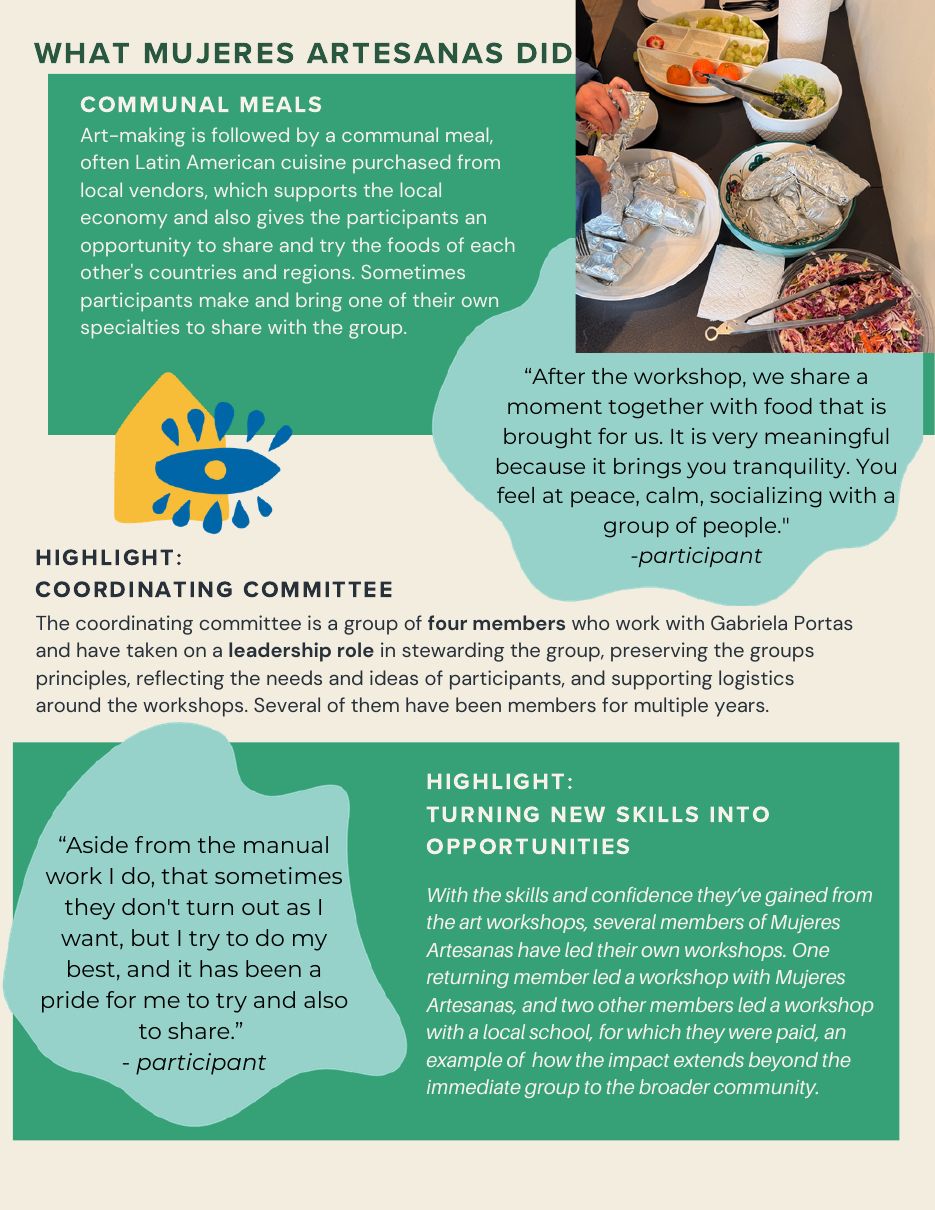 WHAT MUJERES ARTESANAS DID
COMMUNAL MEALS
Art-making is followed by a communal meal,
often Latin American cuisine purchased from
local vendors, which supports the local
economy and also gives the participants an
opportunity to share and try the foods of each
other's countries and regions. Sometimes
participants make and bring one of their own
specialties to share with the group.
“After the workshop, we share a
moment together with food that is
brought for us. It is very meaningful
because it brings you tranquility. You
feel at peace, calm, socializing with a
group of people."
-participant
HIGHLIGHT:
COORDINATING COMMITTEE
The coordinating committee is a group of four members who work with Gabriela Portas
and have taken on a leadership role in stewarding the group, preserving the groups
principles, reflecting the needs and ideas of participants, and supporting logistics
around the workshops. Several of them have been members for multiple years.
“Aside from the manual
work I do, that sometimes
they don't turn out as I
want, but I try to do my
best, and it has been a
pride for me to try and also
to share.”
- participant
HIGHLIGHT:
TURNING NEW SKILLS INTO
OPPORTUNITIES
With the skills and confidence they’ve gained from
the art workshops, several members of Mujeres
Artesanas have led their own workshops. One
returning member led a workshop with Mujeres
Artesanas, and two other members led a workshop
with a local school, for which they were paid, an
example of how the impact extends beyond the
immediate group to the broader community.